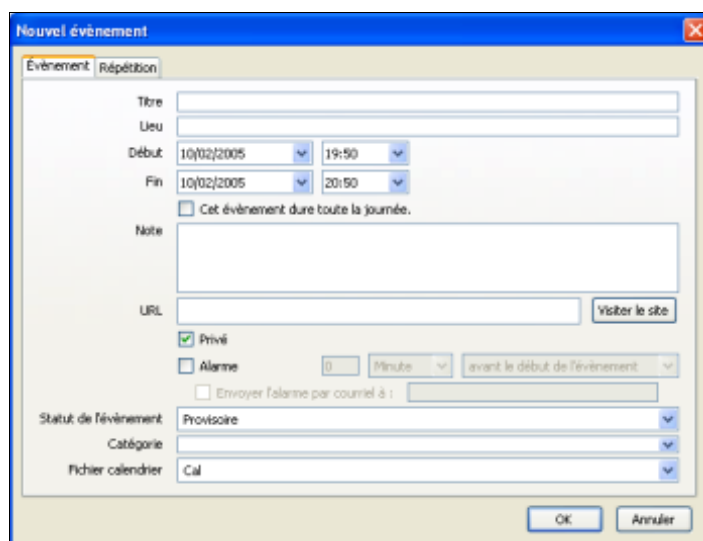 Nouvel évènement
Évènement Répétition
Titre
Lieu
Début 10/02/2005 19:50
Fin 10/02/2005 20:50
Cet évènement dure toute la journée.
Note
URL Visiter le site
Privé
Alarme 0 Minute avant le début de l'évènement
Envoyer l'alarme par courriel à :
Statut de l'évènement Provisoire
Catégorie
Fichier calendrier Cal
OK Annuler